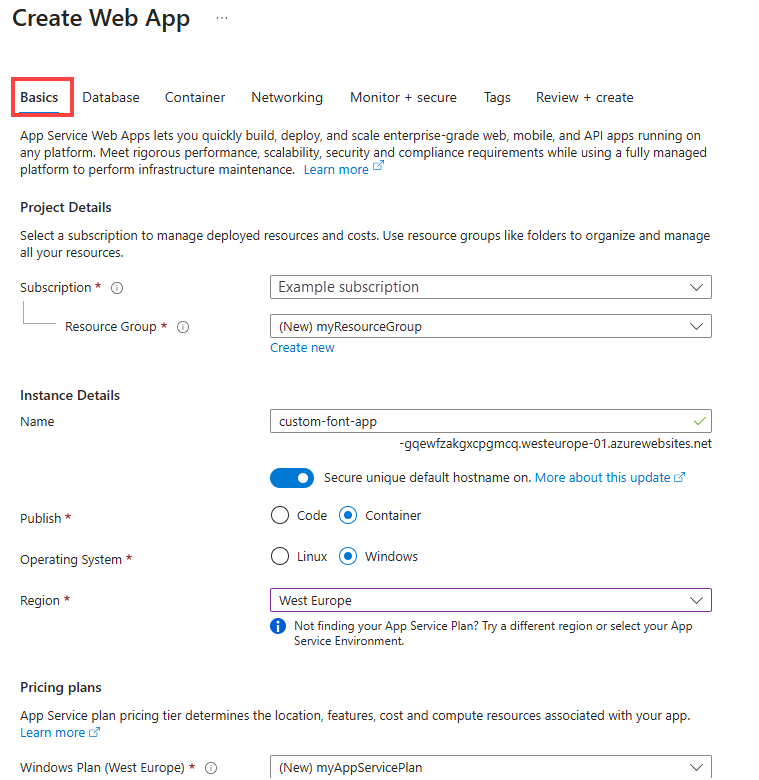 Create Web App ...
Basics Database Container Networking Monitor + secure Tags Review + create
App Service Web Apps lets you quickly build, deploy, and scale enterprise-grade web, mobile, and API apps running on
any platform. Meet rigorous performance, scalability, security and compliance requirements while using a fully managed
platform to perform infrastructure maintenance. Learn more
Project Details
Select a subscription to manage deployed resources and costs. Use resource groups like folders to organize and manage
all your resources.
Subscription * Example subscription
Resource Group * (New) myResourceGroup
Create new
Instance Details
Name custom-font-app
-gqewfzakgxcpgmcq.westeurope-01.azurewebsites.net
Secure unique default hostname on. More about this update
Publish * Code Container
Operating System * Linux Windows
Region * West Europe
Not finding your App Service Plan? Try a different region or select your App
Service Environment.
Pricing plans
App Service plan pricing tier determines the location, features, cost and compute resources associated with your app.
Learn more
Windows Plan (West Europe) * (New) myAppServicePlan